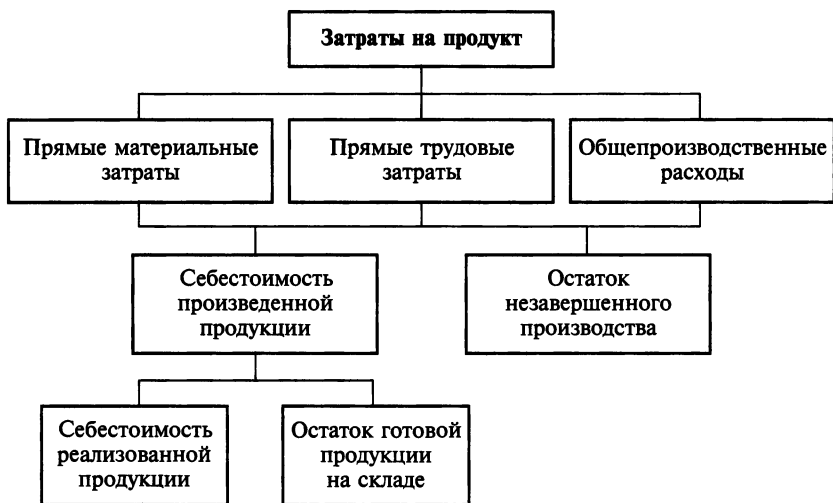 Затраты на продукт
Прямые материальные
затраты
Прямые трудовые
затраты
Общепроизводственные
расходы
Себестоимость
произведенной
продукции
Остаток
незавершенного
производства
Себестоимость
реализованной
продукции
Остаток готовой
продукции
на складе